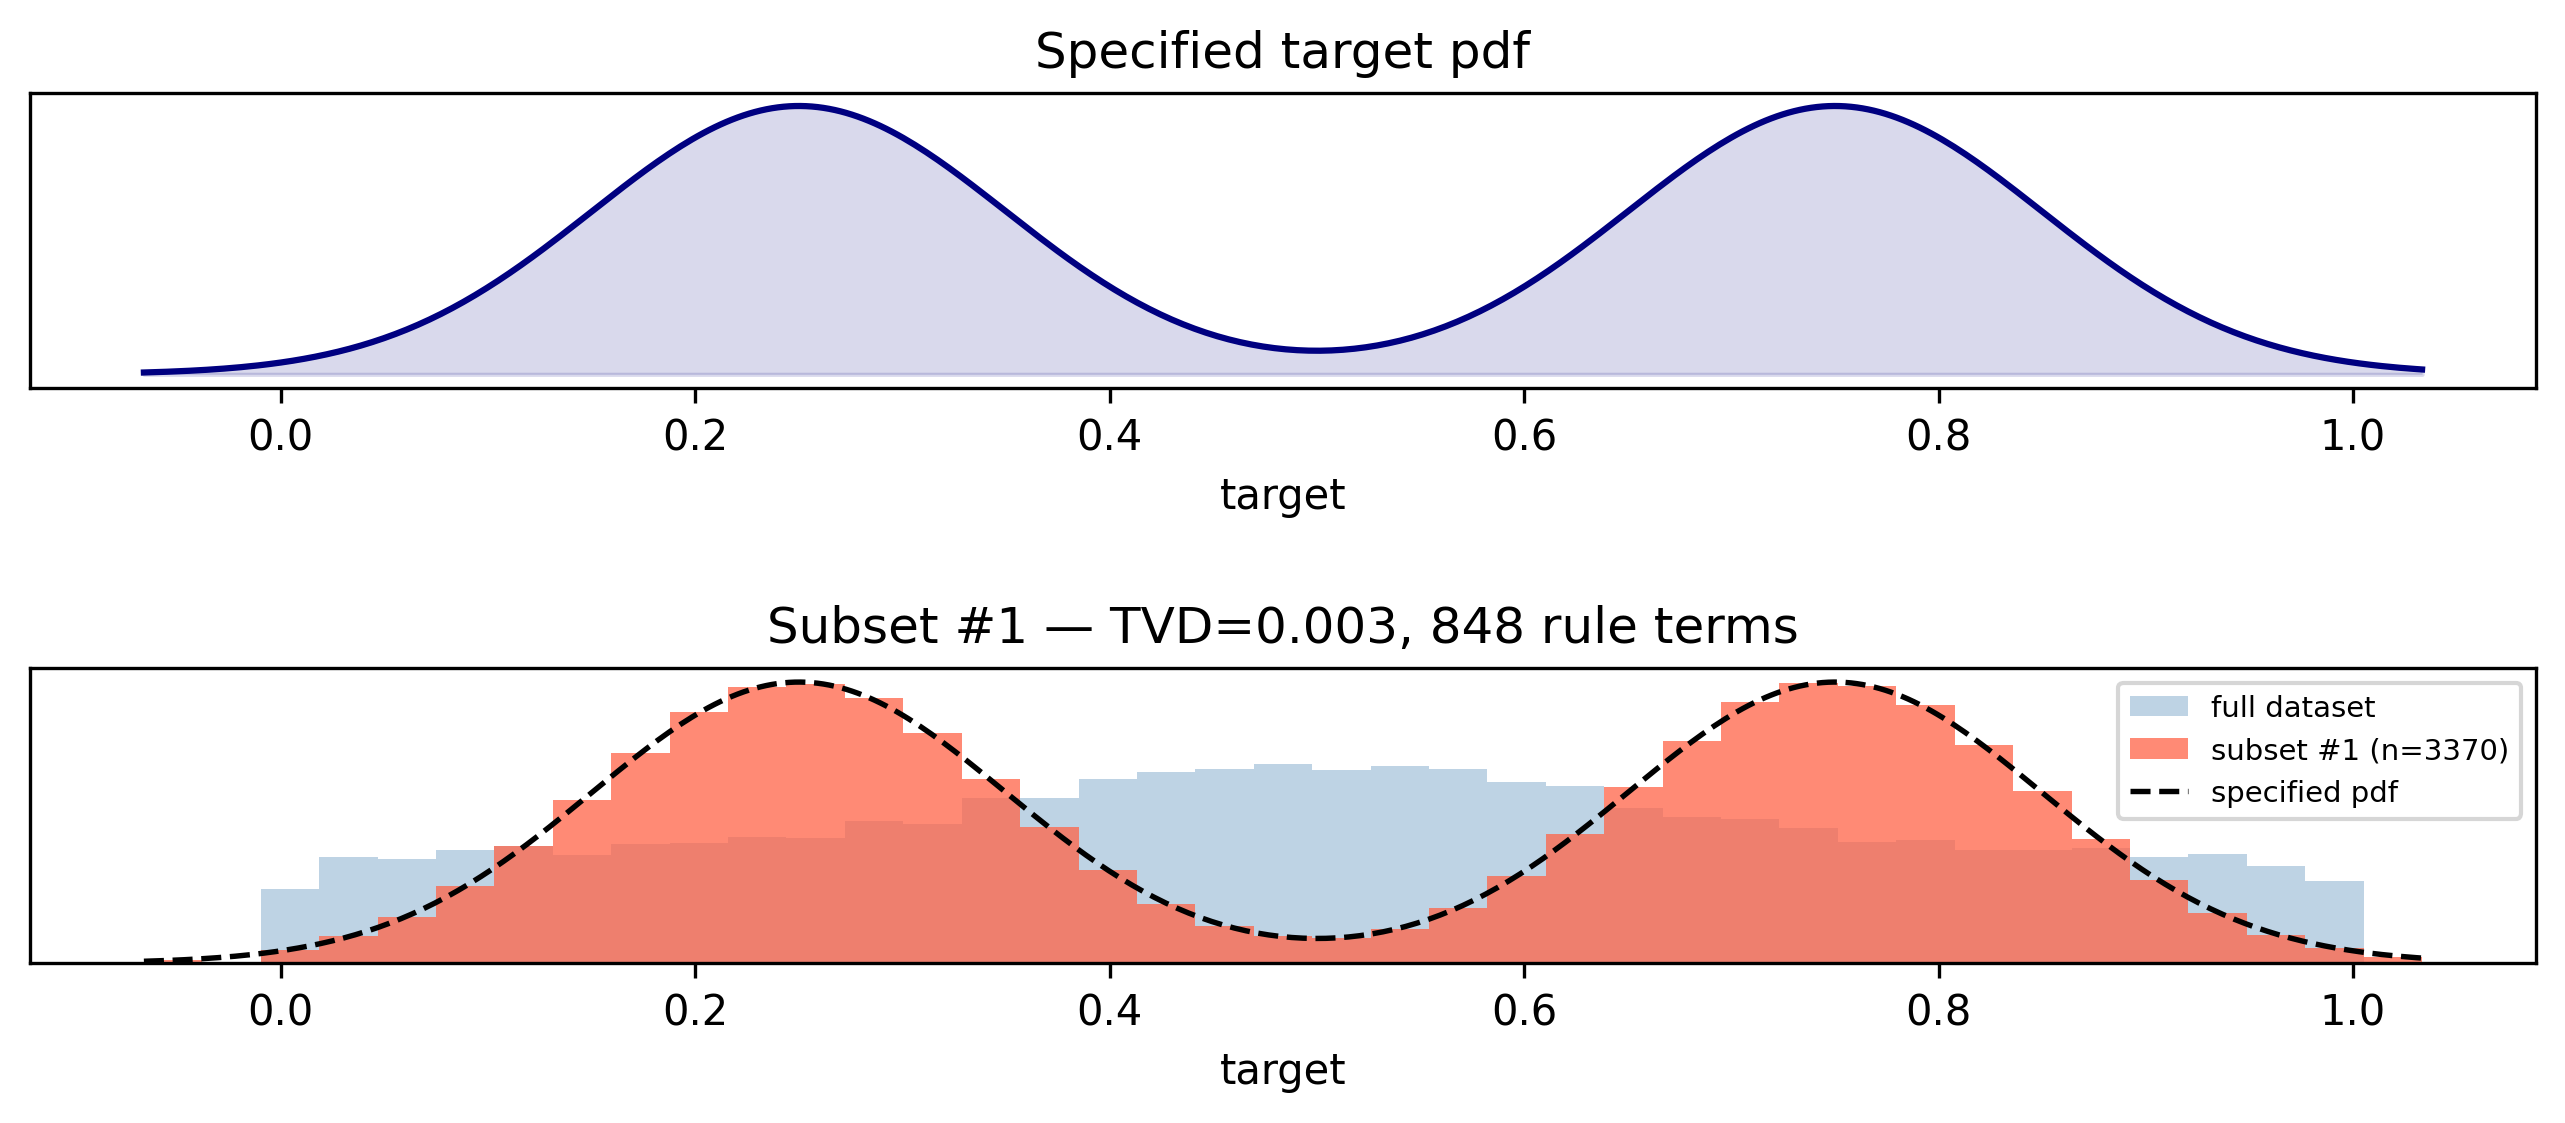 Specified target pdf
0.0 0.2 0.4 0.6 0.8 1.0
target
Subset #1 — TVD=0.003, 848 rule terms
full dataset
subset #1 (n=3370)
specified pdf
0.0 0.2 0.4 0.6 0.8 1.0
target